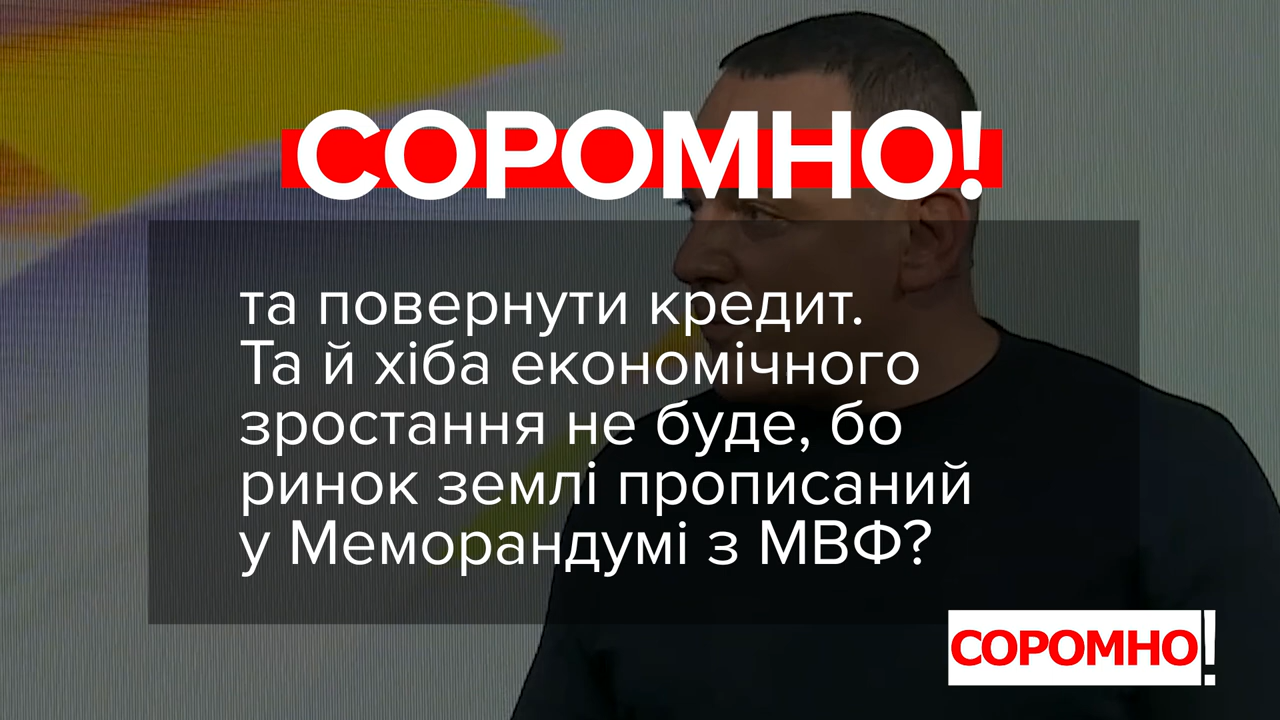 СОРОМНО!
та повернути кредит.
Та й хіба економічного
зростання не буде, бо
ринок землі прописаний
у Меморандумі з МВФ?
СОРОМНО!